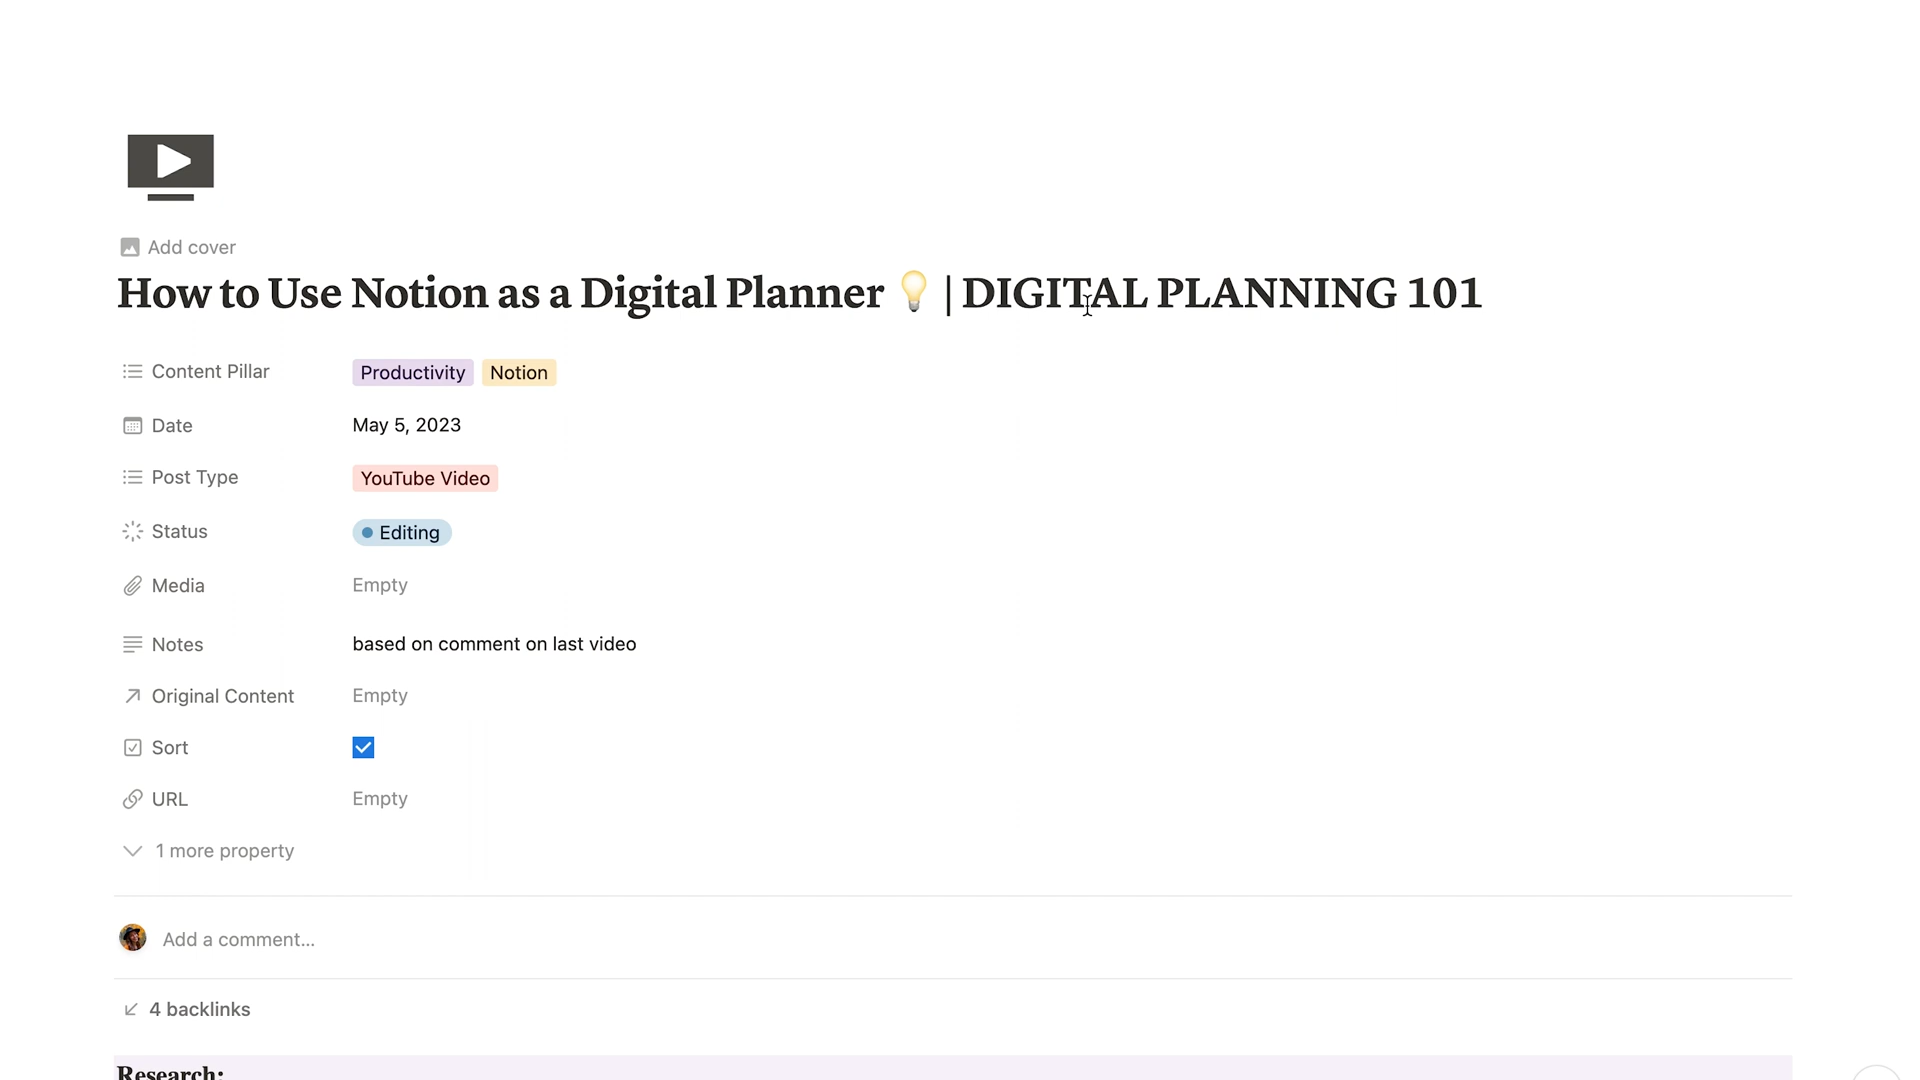 Add cover
How to Use Notion as a Digital Planner 💡 | DIGITAL PLANNING 101
Content Pillar Productivity Notion
Date May 5, 2023
Post Type YouTube Video
Status Editing
Media Empty
Notes based on comment on last video
Original Content Empty
Sort
URL Empty
1 more property
Add a comment...
4 backlinks
Research: